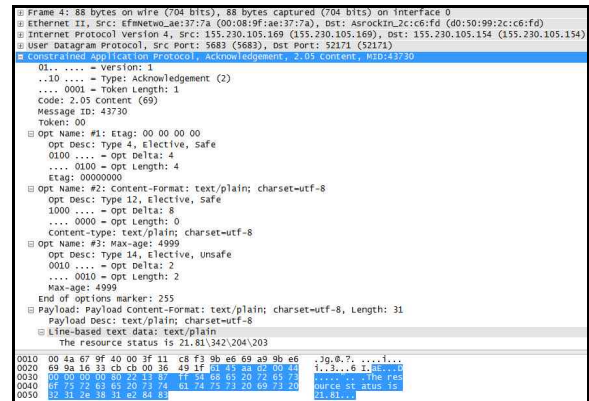 Frame 4: 88 bytes on wire (704 bits), 88 bytes captured (704 bits) on interface 0
Ethernet II, Src: EfmNetwo_ae:37:7a (00:08:9f:ae:37:7a), Dst: AsrockIn_2c:c6:fd (d0:50:99:2c:c6:fd)
Internet Protocol Version 4, Src: 155.230.105.169 (155.230.105.169), Dst: 155.230.105.154 (155.230.105.154)
User Datagram Protocol, Src Port: 5683 (5683), Dst Port: 52171 (52171)
Constrained Application Protocol, Acknowledgement, 2.05 Content, MID:43730
01.. .... = Version: 1
..10 .... = Type: Acknowledgement (2)
.... 0001 = Token Length: 1
Code: 2.05 Content (69)
Message ID: 43730
Token: 00
Opt Name: #1: Etag: 00 00 00 00
Opt Desc: Type 4, Elective, Safe
0100 .... = Opt Delta: 4
.... 0100 = Opt Length: 4
Etag: 00000000
Opt Name: #2: Content-Format: text/plain; charset=utf-8
Opt Desc: Type 12, Elective, Safe
1000 .... = Opt Delta: 8
.... 0000 = Opt Length: 0
Content-type: text/plain; charset=utf-8
Opt Name: #3: Max-age: 4999
Opt Desc: Type 14, Elective, Unsafe
0010 .... = Opt Delta: 2
.... 0010 = Opt Length: 2
Max-age: 4999
End of options marker: 255
Payload: Payload Content-Format: text/plain; charset=utf-8, Length: 31
Payload Desc: text/plain; charset=utf-8
Line-based text data: text/plain
The resource status is 21.81\342\204\203
0010 00 4a 67 9f 40 00 3f 11 c8 f3 9b e6 69 a9 9b e6 .Jg.@.?. ....i...
0020 69 9a 16 33 cb cb 00 36 49 1f 61 45 aa d2 00 44 i..3...6 I.aE...D
0030 00 00 00 00 80 22 13 87 ff 54 68 65 20 72 65 73 .....".. .The res
0040 6f 75 72 63 65 20 73 74 61 74 75 73 20 69 73 20 ource st atus is
0050 32 31 2e 38 31 e2 84 83 21.81...